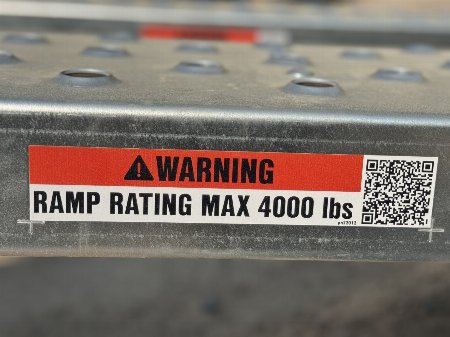 WARNING
RAMP RATING MAX 4000 lbs